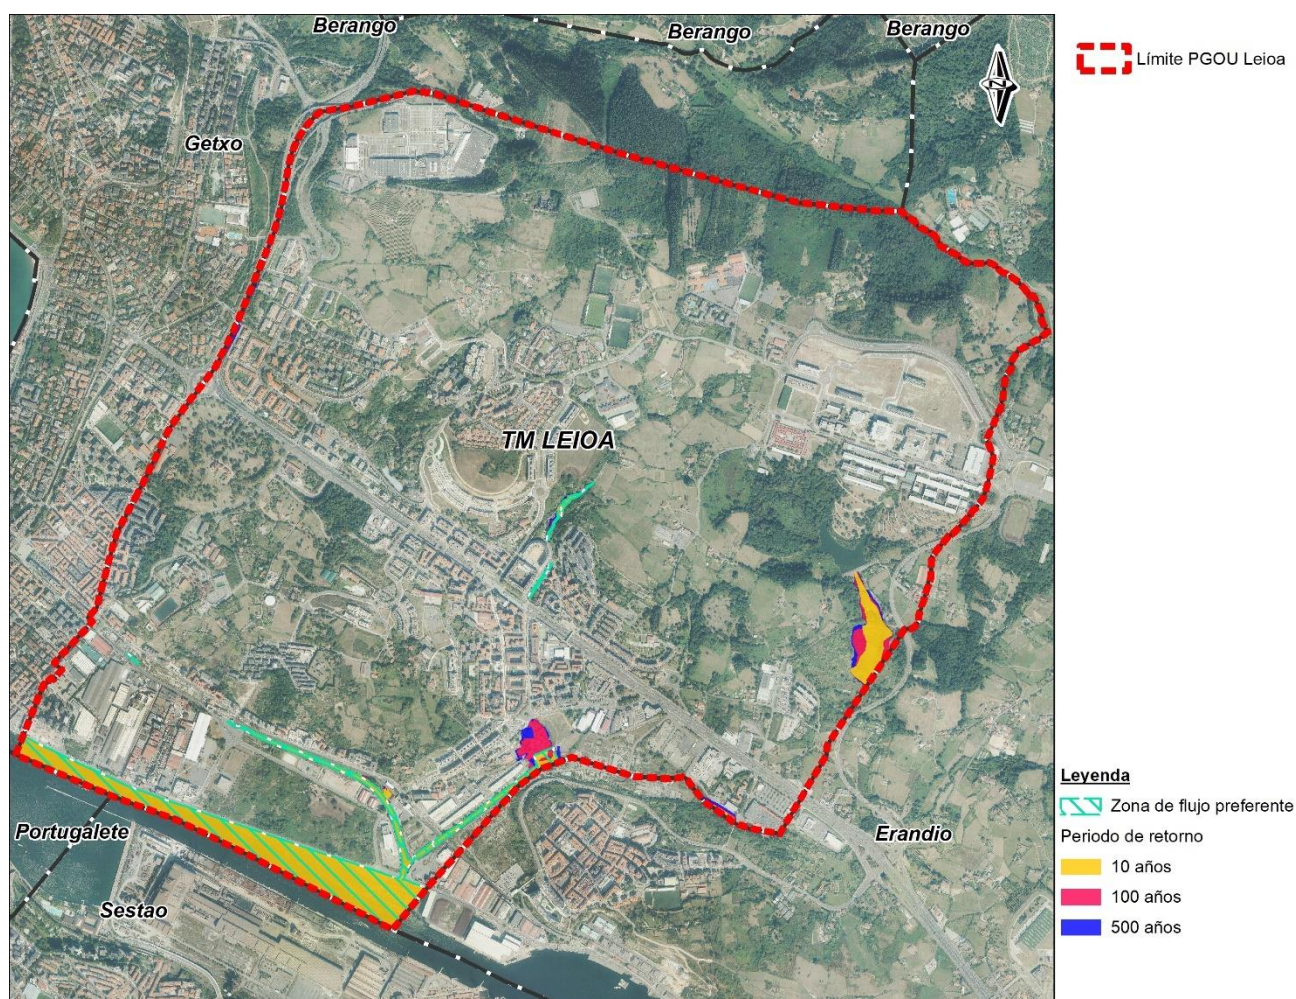 Berango
Berango
Berango
Límite PGOU Leioa
Getxo
TM LEIOA
Portugalete
Sestao
Erandio
Leyenda
Zona de flujo preferente
Periodo de retorno
10 años
100 años
500 años